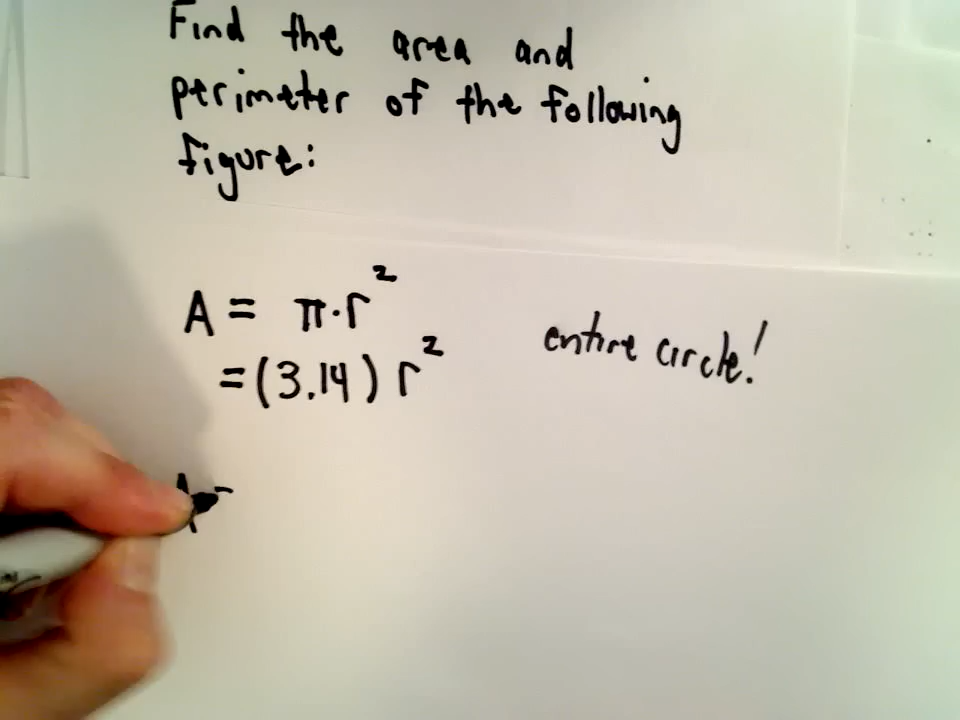 Find the area and
perimeter of the following
figure:
A = π·r²
= (3.14) r²
entire circle!
A